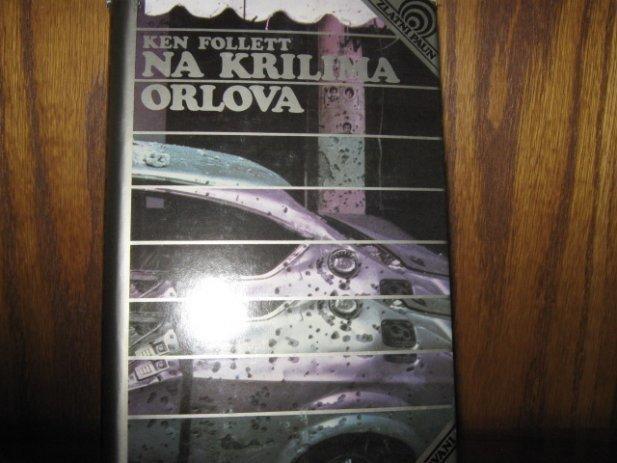 ZLATNI PAUN
KEN FOLLETT
NA KRILIMA
ORLOVA